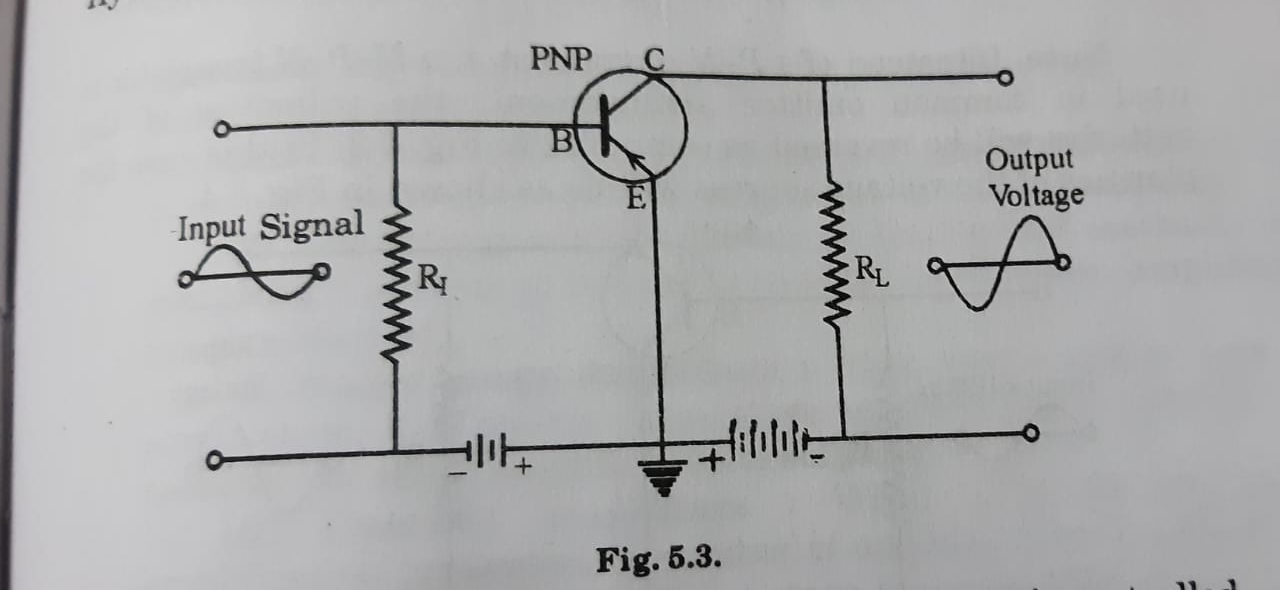 PNP C
B
E
Input Signal
R_I
R_L
Output
Voltage
- +
+ -
Fig. 5.3.